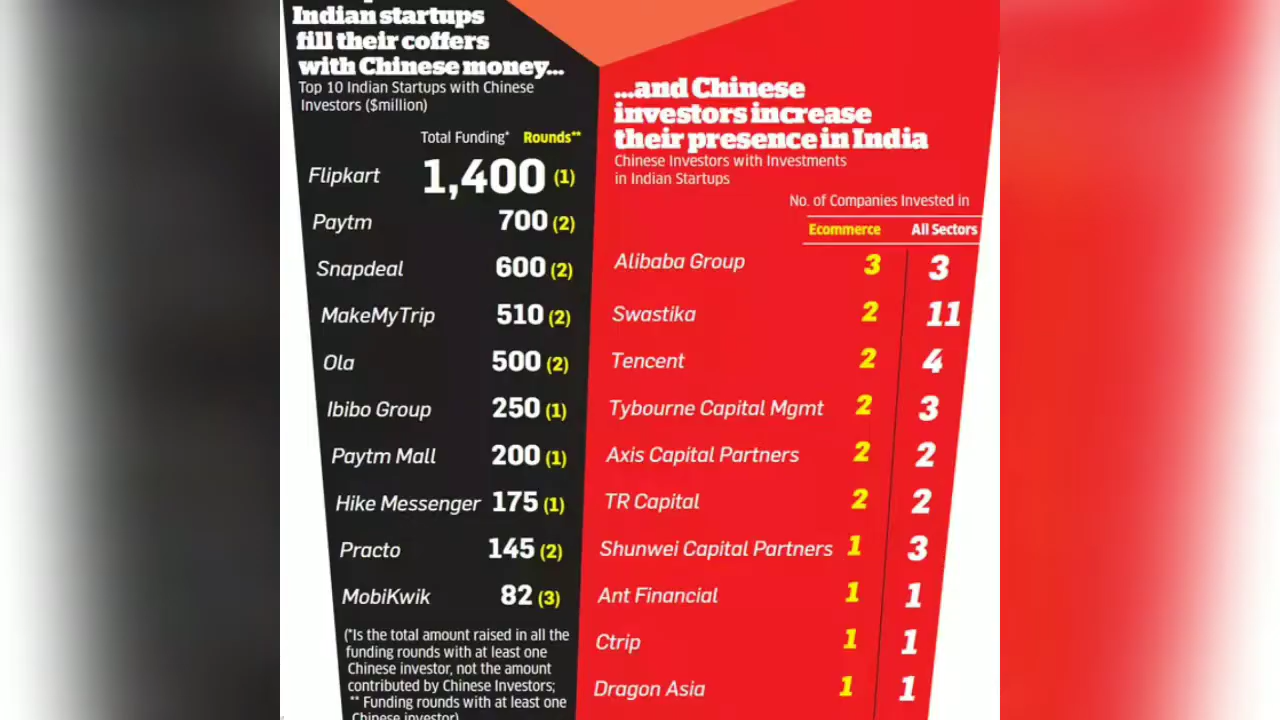 Indian startups
fill their coffers
with Chinese money...
Top 10 Indian Startups with Chinese
Investors ($million)
Total Funding* Rounds**
Flipkart 1,400 (1)
Paytm 700 (2)
Snapdeal 600 (2)
MakeMyTrip 510 (2)
Ola 500 (2)
Ibibo Group 250 (1)
Paytm Mall 200 (1)
Hike Messenger 175 (1)
Practo 145 (2)
MobiKwik 82 (3)
(*Is the total amount raised in all the
funding rounds with at least one
Chinese investor, not the amount
contributed by Chinese Investors;
** Funding rounds with at least one
Chinese investor)
...and Chinese
investors increase
their presence in India
Chinese Investors with Investments
in Indian Startups
No. of Companies Invested in
Ecommerce All Sectors
Alibaba Group 3 3
Swastika 2 11
Tencent 2 4
Tybourne Capital Mgmt 2 3
Axis Capital Partners 2 2
TR Capital 2 2
Shunwei Capital Partners 1 3
Ant Financial 1 1
Ctrip 1 1
Dragon Asia 1 1